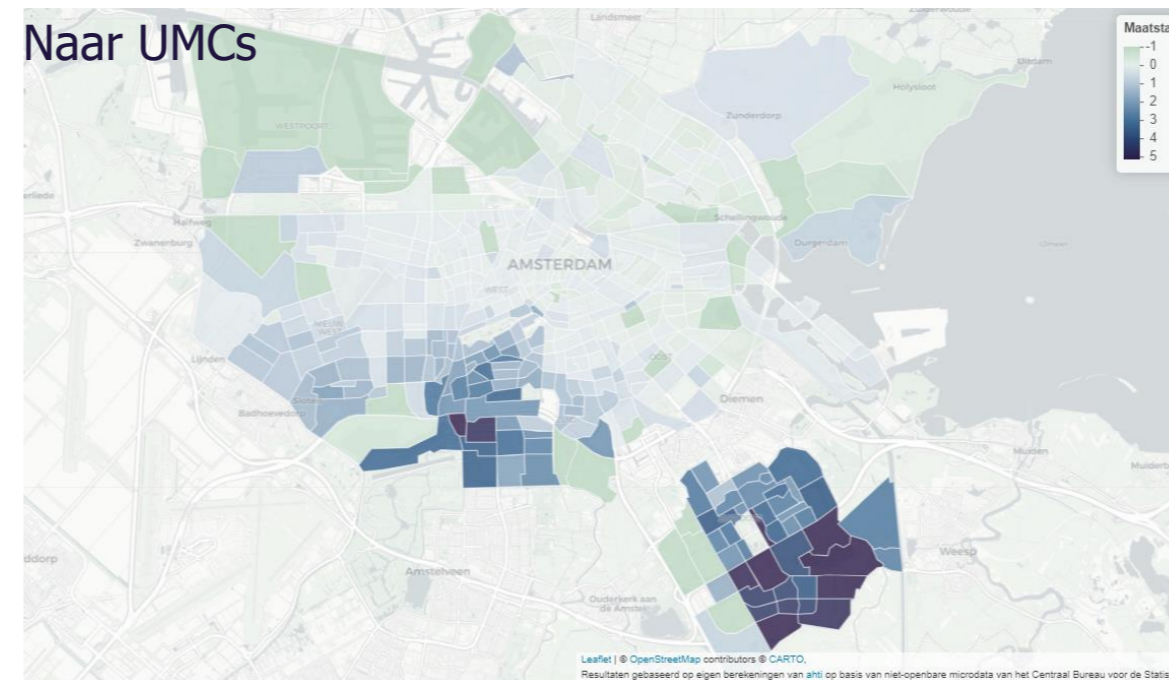 Naar UMCs
Landsmeer
Maatsta
--1
- 0
- 1
- 2
- 3
- 4
- 5
Uitdam
Holysloot
Zunderdorp
WESTPOORT
Halfweg
Zwanenburg
Schellingwoude
Durgerdam
IJmeer
AMSTERDAM
WEST
NIEUW
WEST
Lijnden
OOST
Sloten
Badhoevedorp
Diemen
Muiden
Muiderb
Weesp
ddorp
Amstelveen
Ouderkerk aan
de Amstel
Leaflet | © OpenStreetMap contributors © CARTO,
Resultaten gebaseerd op eigen berekeningen van ahti op basis van niet-openbare microdata van het Centraal Bureau voor de Statis